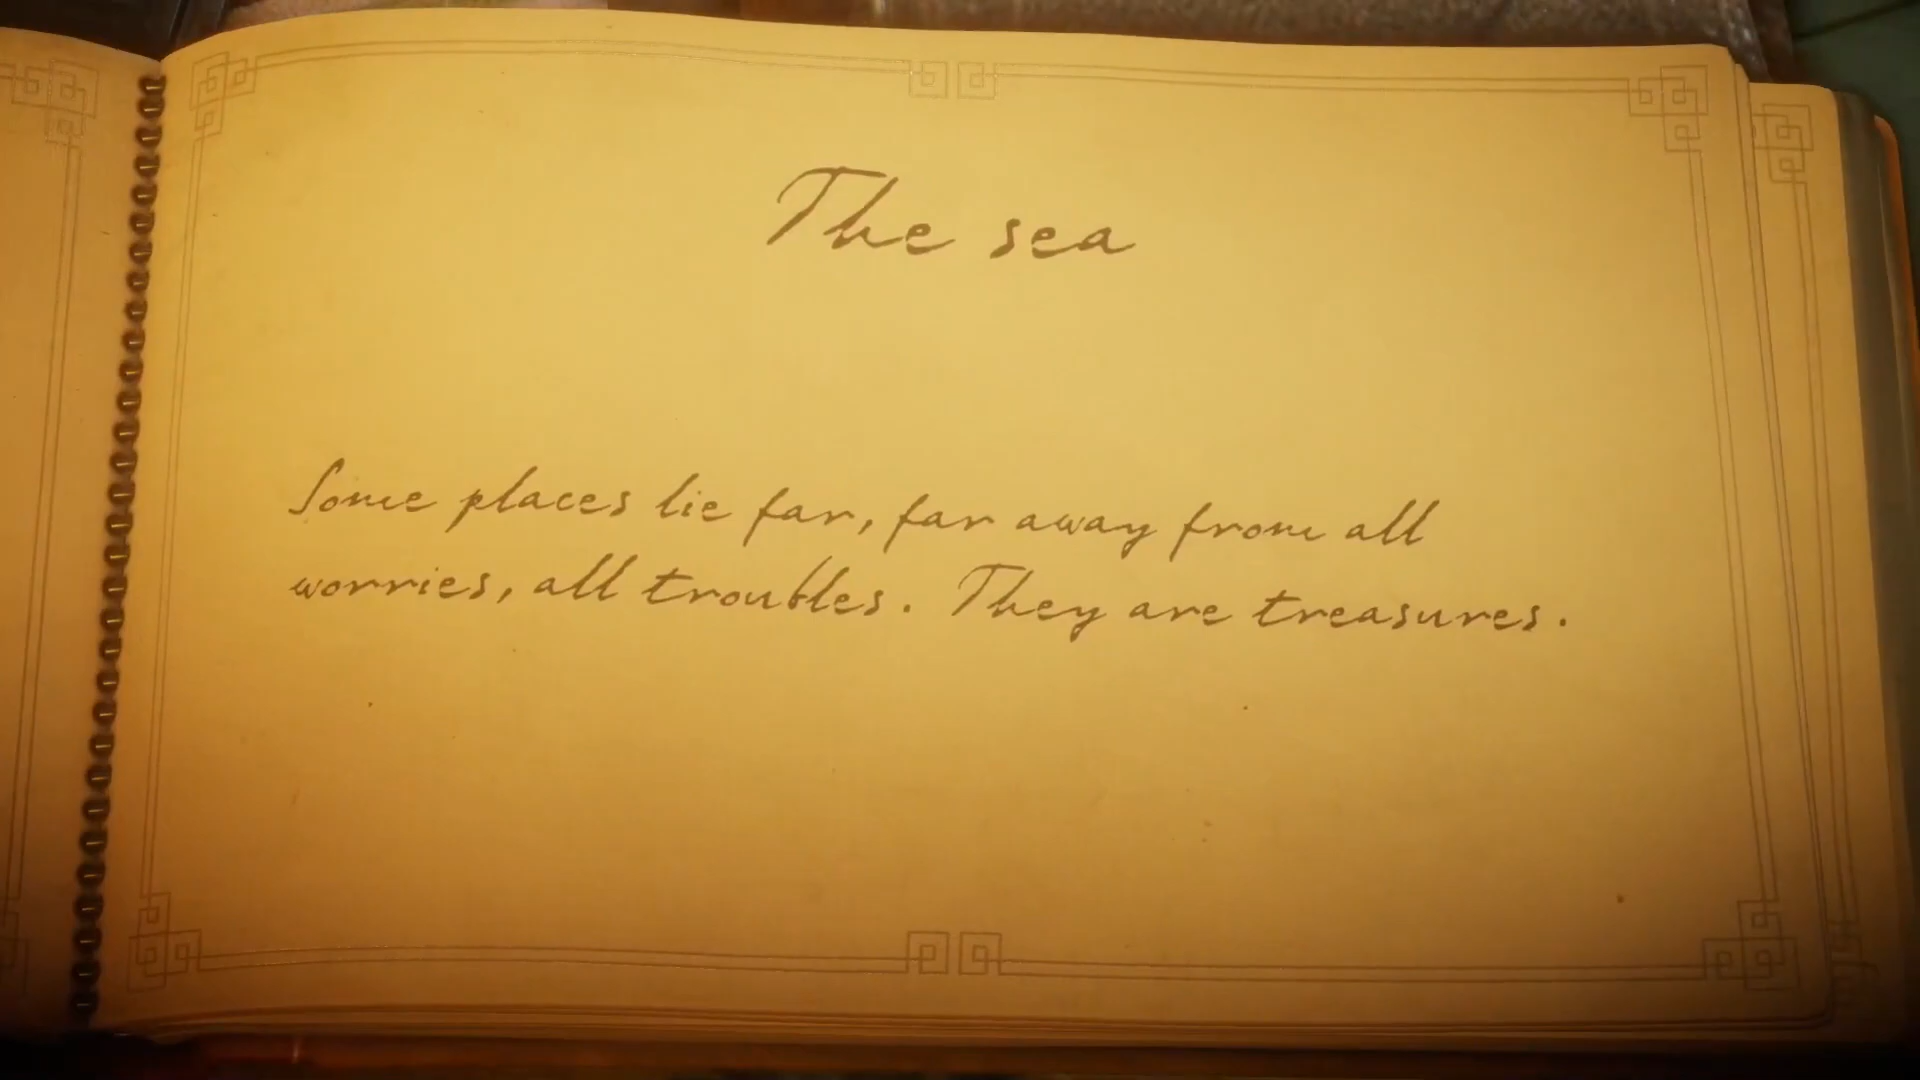 The sea
Some places lie far, far away from all
worries, all troubles. They are treasures.